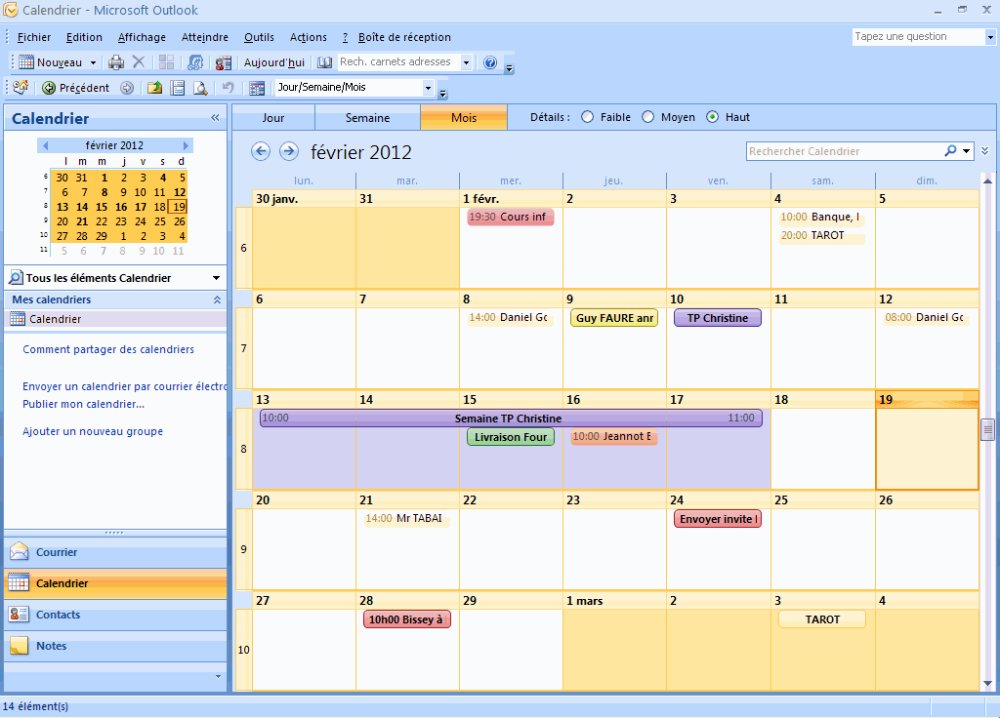 Calendrier - Microsoft Outlook
Fichier Edition Affichage Atteindre Outils Actions ? Boîte de réception
Tapez une question
Nouveau Aujourd'hui Rech. carnets adresses
Précédent Jour/Semaine/Mois
Calendrier «
février 2012
l m m j v s d
6 30 31 1 2 3 4 5
7 6 7 8 9 10 11 12
8 13 14 15 16 17 18 19
9 20 21 22 23 24 25 26
10 27 28 29 1 2 3 4
11 5 6 7 8 9 10 11
Tous les éléments Calendrier
Mes calendriers
Calendrier
Comment partager des calendriers
Envoyer un calendrier par courrier électro
Publier mon calendrier...
Ajouter un nouveau groupe
Courrier
Calendrier
Contacts
Notes
Jour Semaine Mois Détails : Faible Moyen Haut
février 2012
Rechercher Calendrier
lun. mar. mer. jeu. ven. sam. dim.
30 janv. 31 1 févr. 2 3 4 5
6
19:30 Cours inf
10:00 Banque, I
20:00 TAROT
6 7 8 9 10 11 12
7
14:00 Daniel Gc
Guy FAURE anr
TP Christine
08:00 Daniel Gc
13 14 15 16 17 18 19
8
10:00 Semaine TP Christine 11:00
Livraison Four
10:00 Jeannot E
20 21 22 23 24 25 26
9
14:00 Mr TABAI
Envoyer invite
27 28 29 1 mars 2 3 4
10
10h00 Bissey à
TAROT
14 élément(s)